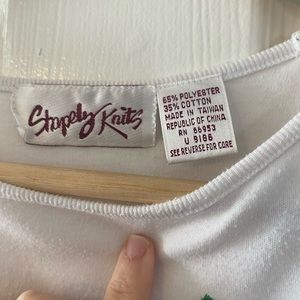 Shapely Knits
65% POLYESTER
35% COTTON
MADE IN TAIWAN
REPUBLIC OF CHINA
RN 66953
U 9186
SEE REVERSE FOR CARE